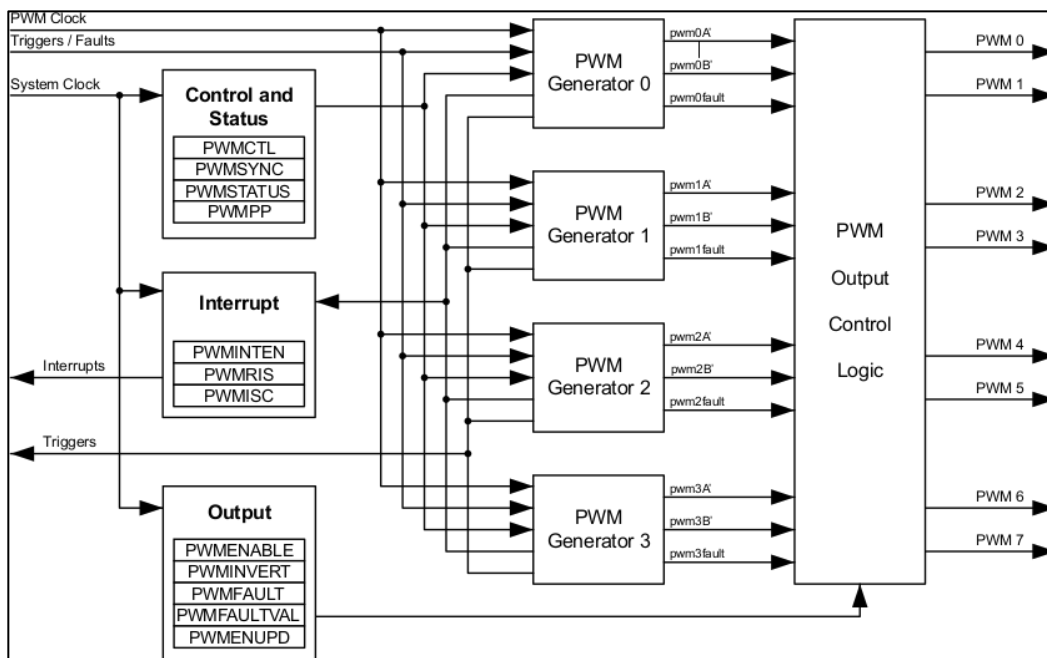 PWM Clock
Triggers / Faults
System Clock
Control and
Status
PWMCTL
PWMSYNC
PWMSTATUS
PWMPP
Interrupt
PWMINTEN
PWMRIS
PWMISC
Interrupts
Triggers
Output
PWMENABLE
PWMINVERT
PWMFAULT
PWMFAULTVAL
PWMENUPD
PWM
Generator 0
pwm0A'
pwm0B'
pwm0fault
PWM
Generator 1
pwm1A'
pwm1B'
pwm1fault
PWM
Generator 2
pwm2A'
pwm2B'
pwm2fault
PWM
Generator 3
pwm3A'
pwm3B'
pwm3fault
PWM
Output
Control
Logic
PWM 0
PWM 1
PWM 2
PWM 3
PWM 4
PWM 5
PWM 6
PWM 7